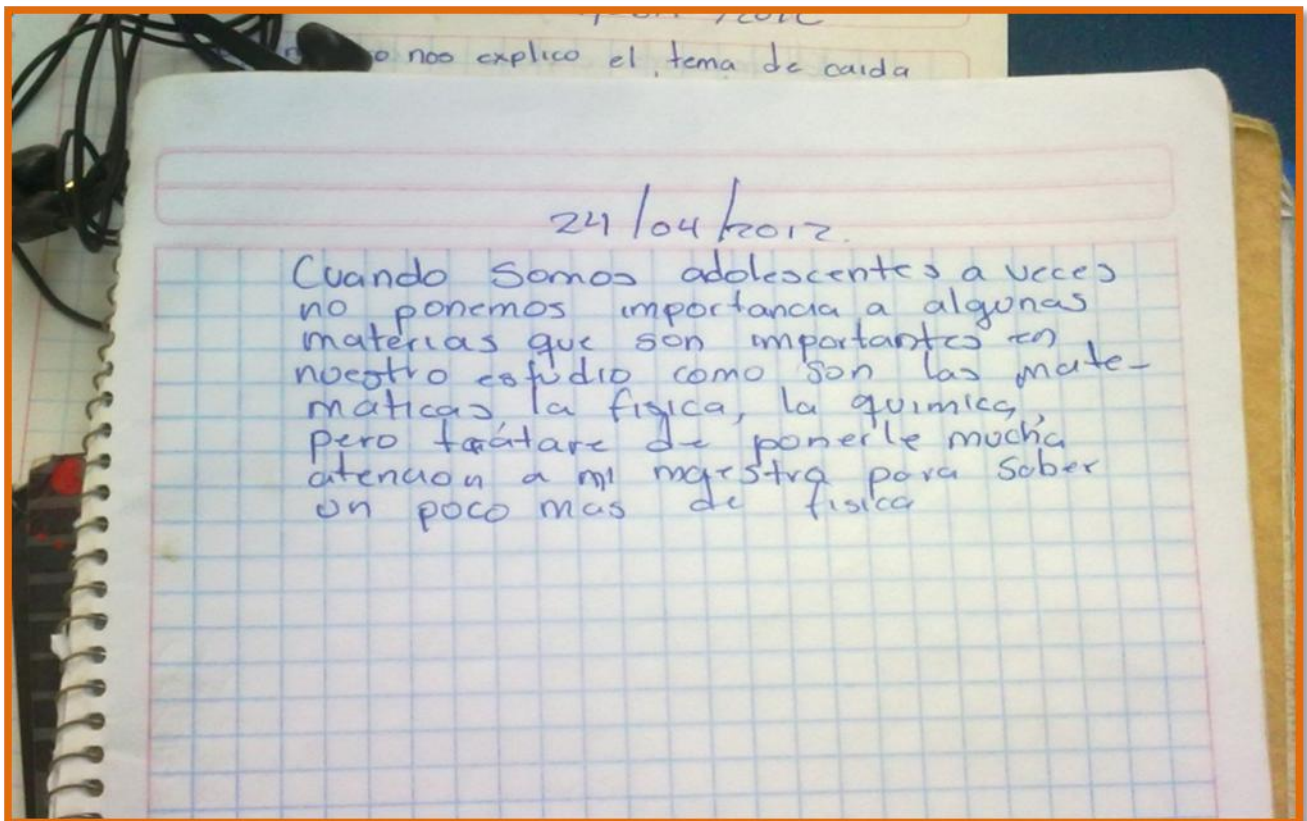 o nos explico el tema de caida
24/04/2012.
Cuando Somos adolescentes a veces
no ponemos importancia a algunas
materias que son importantes en
nuestro estudio como son las mate-
maticas la fisica, la quimica,
pero tratare de ponerle mucha
atencion a mi maestra para Saber
un poco mas de fisica